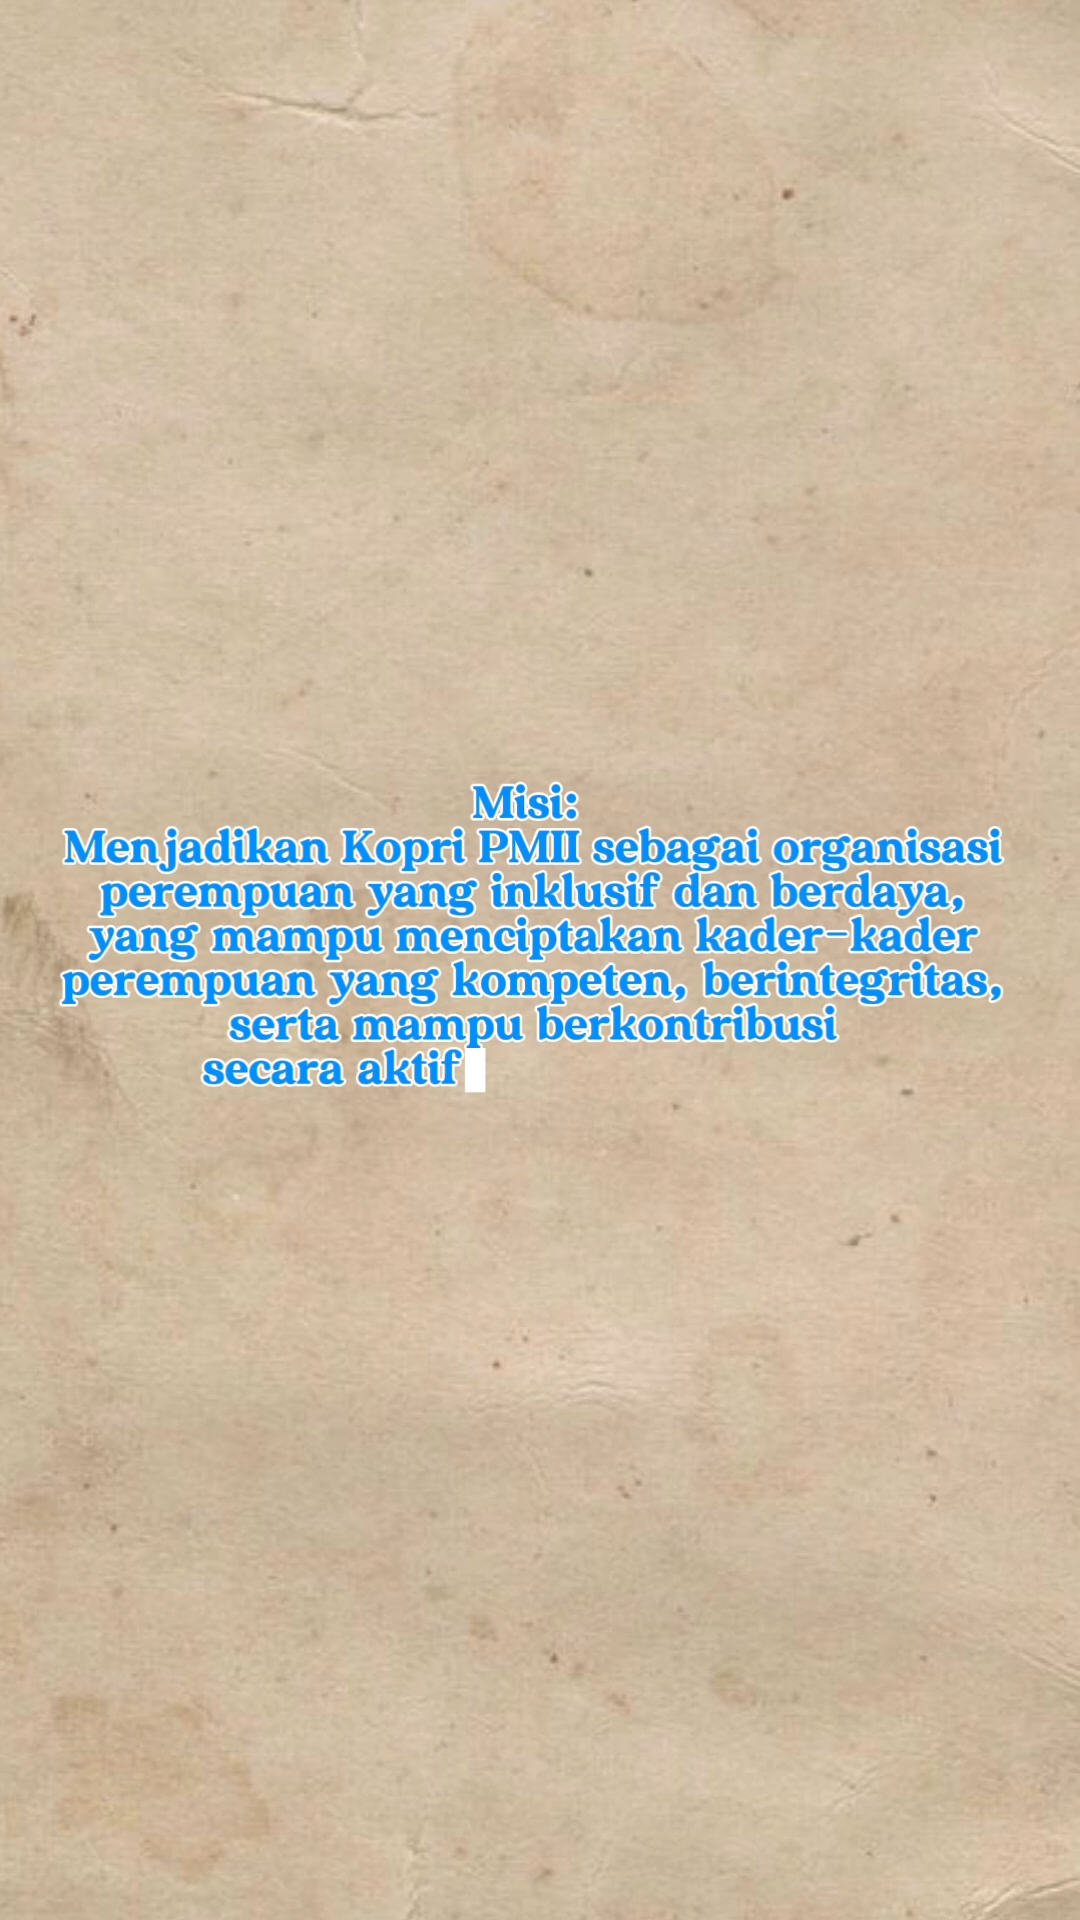 Misi:
Menjadikan Kopri PMII sebagai organisasi
perempuan yang inklusif dan berdaya,
yang mampu menciptakan kader-kader
perempuan yang kompeten, berintegritas,
serta mampu berkontribusi
secara aktif